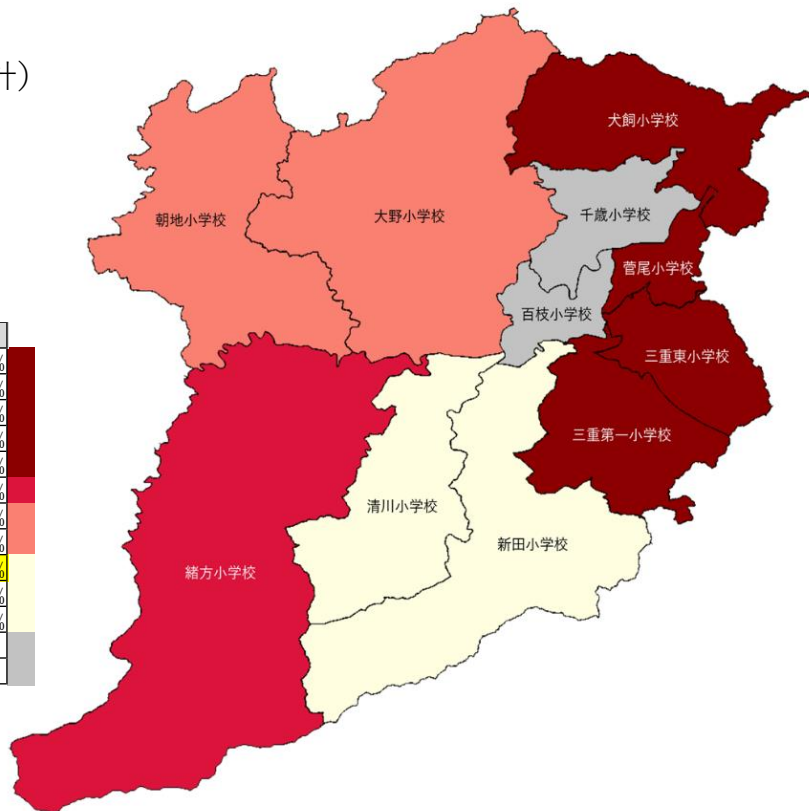 計)
犬飼小学校
千歳小学校
朝地小学校
大野小学校
菅尾小学校
百枝小学校
三重東小学校
三重第一小学校
清川小学校
新田小学校
緒方小学校
%
%
%
%
%
%
%
%
%
%
%